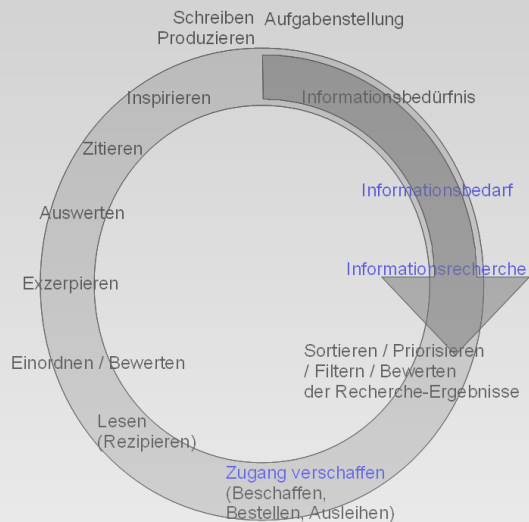 Aufgabenstellung
Informationsbedürfnis
Informationsbedarf
Informationsrecherche
Sortieren / Priorisieren
/ Filtern / Bewerten
der Recherche-Ergebnisse
Zugang verschaffen
(Beschaffen,
Bestellen, Ausleihen)
Lesen
(Rezipieren)
Einordnen / Bewerten
Exzerpieren
Auswerten
Zitieren
Inspirieren
Schreiben
Produzieren